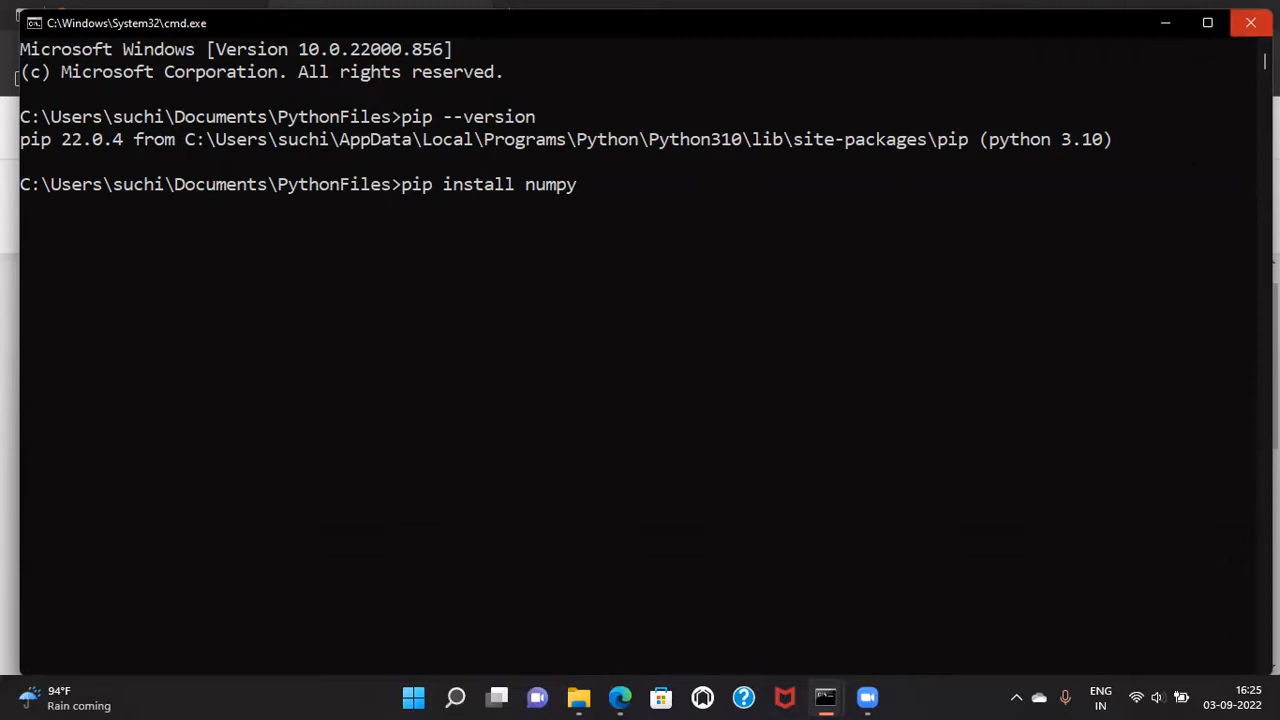 C:\Windows\System32\cmd.exe
Microsoft Windows [Version 10.0.22000.856]
(c) Microsoft Corporation. All rights reserved.
C:\Users\suchi\Documents\PythonFiles>pip --version
pip 22.0.4 from C:\Users\suchi\AppData\Local\Programs\Python\Python310\lib\site-packages\pip (python 3.10)
C:\Users\suchi\Documents\PythonFiles>pip install numpy
94°F
Rain coming
ENG
IN
16:25
03-09-2022